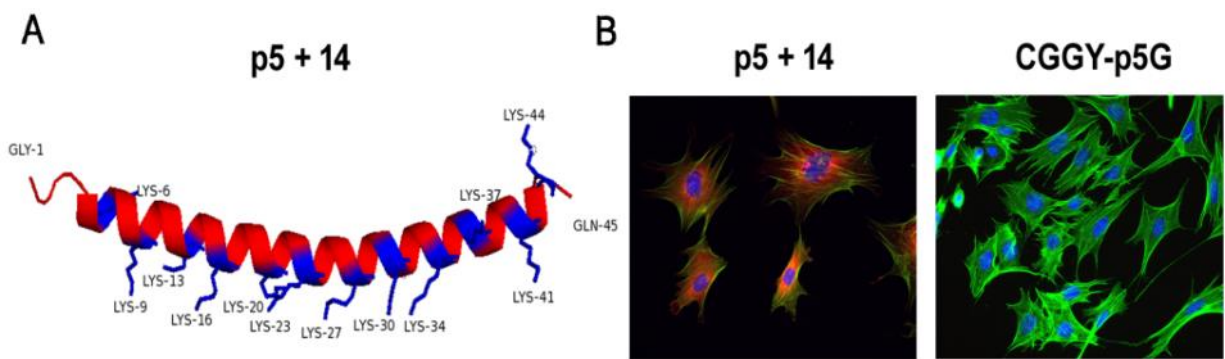 A
p5 + 14
GLY-1
LYS-6
LYS-9
LYS-13
LYS-16
LYS-20
LYS-23
LYS-27
LYS-30
LYS-34
LYS-37
LYS-41
LYS-44
GLN-45
B
p5 + 14
CGGY-p5G